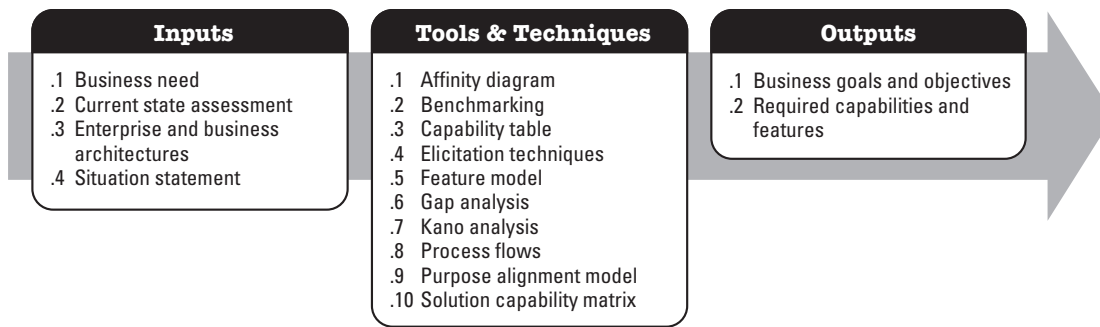 Inputs
.1 Business need
.2 Current state assessment
.3 Enterprise and business
architectures
.4 Situation statement
Tools & Techniques
.1 Affinity diagram
.2 Benchmarking
.3 Capability table
.4 Elicitation techniques
.5 Feature model
.6 Gap analysis
.7 Kano analysis
.8 Process flows
.9 Purpose alignment model
.10 Solution capability matrix
Outputs
.1 Business goals and objectives
.2 Required capabilities and
features